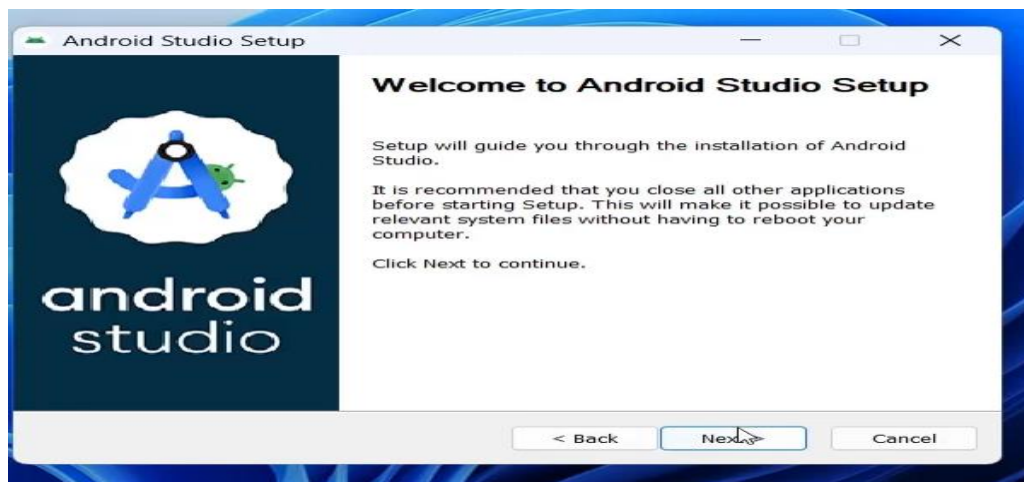 Android Studio Setup
Welcome to Android Studio Setup
Setup will guide you through the installation of Android
Studio.
It is recommended that you close all other applications
before starting Setup. This will make it possible to update
relevant system files without having to reboot your
computer.
Click Next to continue.
android
studio
< Back
Next >
Cancel